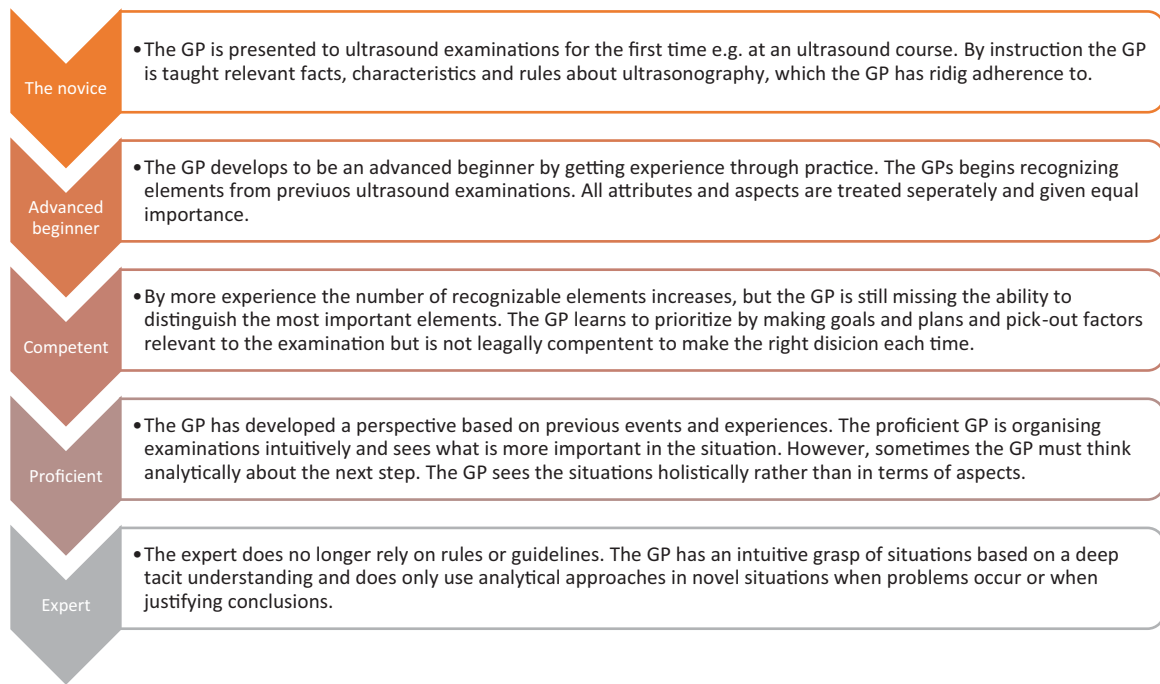 The novice
•The GP is presented to ultrasound examinations for the first time e.g. at an ultrasound course. By instruction the GP
is taught relevant facts, characteristics and rules about ultrasonography, which the GP has ridig adherence to.
Advanced
beginner
•The GP develops to be an advanced beginner by getting experience through practice. The GPs begins recognizing
elements from previuos ultrasound examinations. All attributes and aspects are treated seperately and given equal
importance.
Competent
•By more experience the number of recognizable elements increases, but the GP is still missing the ability to
distinguish the most important elements. The GP learns to prioritize by making goals and plans and pick-out factors
relevant to the examination but is not leagally compentent to make the right disicion each time.
Proficient
•The GP has developed a perspective based on previous events and experiences. The proficient GP is organising
examinations intuitively and sees what is more important in the situation. However, sometimes the GP must think
analytically about the next step. The GP sees the situations holistically rather than in terms of aspects.
Expert
•The expert does no longer rely on rules or guidelines. The GP has an intuitive grasp of situations based on a deep
tacit understanding and does only use analytical approaches in novel situations when problems occur or when
justifying conclusions.